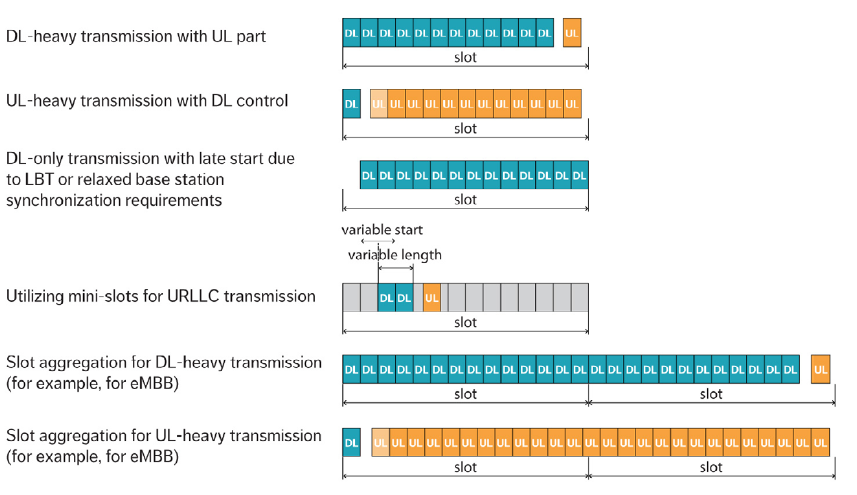 DL-heavy transmission with UL part
DL DL DL DL DL DL DL DL DL DL DL DL UL
slot
UL-heavy transmission with DL control
DL UL UL UL UL UL UL UL UL UL UL UL UL
slot
DL-only transmission with late start due
to LBT or relaxed base station
synchronization requirements
DL DL DL DL DL DL DL DL DL DL DL DL DL
slot
variable start
variable length
Utilizing mini-slots for URLLC transmission
DL DL UL
slot
Slot aggregation for DL-heavy transmission
(for example, for eMBB)
DL DL DL DL DL DL DL DL DL DL DL DL DL DL DL DL DL DL DL DL DL DL DL DL DL DL UL
slot slot
Slot aggregation for UL-heavy transmission
(for example, for eMBB)
DL UL UL UL UL UL UL UL UL UL UL UL UL UL UL UL UL UL UL UL UL UL UL UL UL UL UL
slot slot